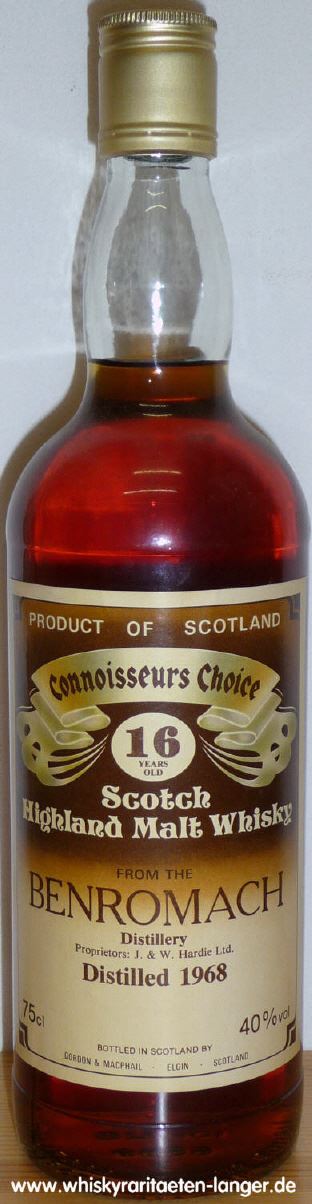 PRODUCT OF SCOTLAND
Connoisseurs Choice
16
YEARS
OLD
Scotch
Highland Malt Whisky
FROM THE
BENROMACH
Distillery
Proprietors: J. & W. Hardie Ltd.
Distilled 1968
75cl 40% vol
BOTTLED IN SCOTLAND BY
GORDON & MACPHAIL · ELGIN · SCOTLAND
www.whiskyraritaeten-langer.de